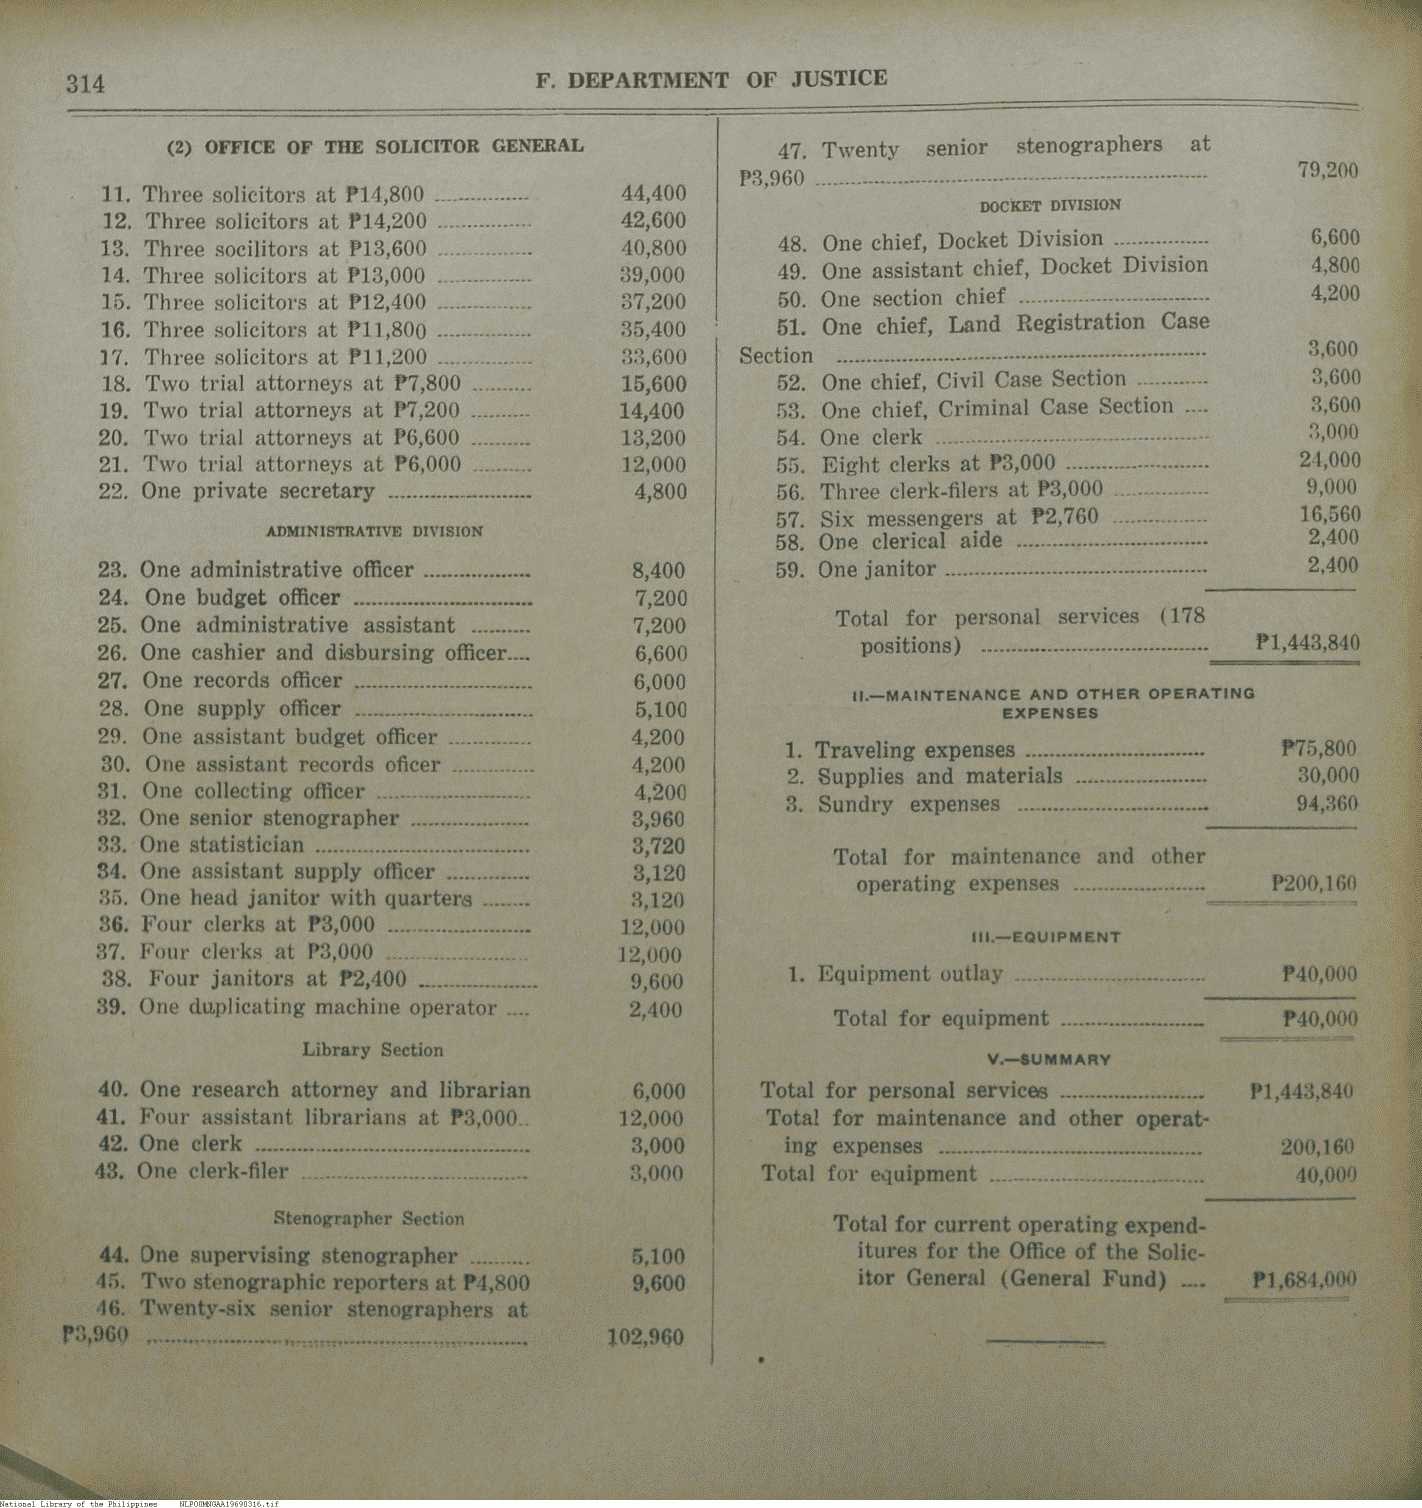 314
F. DEPARTMENT OF JUSTICE
(2) OFFICE OF THE SOLICITOR GENERAL
11. Three solicitors at ₱14,800 ................ 44,400
12. Three solicitors at ₱14,200 ................ 42,600
13. Three socilitors at ₱13,600 ................ 40,800
14. Three solicitors at ₱13,000 ................ 39,000
15. Three solicitors at ₱12,400 ................ 37,200
16. Three solicitors at ₱11,800 ................ 35,400
17. Three solicitors at ₱11,200 ................ 33,600
18. Two trial attorneys at ₱7,800 .......... 15,600
19. Two trial attorneys at ₱7,200 .......... 14,400
20. Two trial attorneys at ₱6,600 .......... 13,200
21. Two trial attorneys at ₱6,000 .......... 12,000
22. One private secretary ........................ 4,800
ADMINISTRATIVE DIVISION
23. One administrative officer .................. 8,400
24. One budget officer .............................. 7,200
25. One administrative assistant .......... 7,200
26. One cashier and disbursing officer.... 6,600
27. One records officer .............................. 6,000
28. One supply officer .............................. 5,100
29. One assistant budget officer .............. 4,200
30. One assistant records oficer .............. 4,200
31. One collecting officer .......................... 4,200
32. One senior stenographer .................... 3,960
33. One statistician .................................... 3,720
34. One assistant supply officer .............. 3,120
35. One head janitor with quarters ........ 3,120
36. Four clerks at ₱3,000 ........................ 12,000
37. Four clerks at ₱3,000 ........................ 12,000
38. Four janitors at ₱2,400 .................... 9,600
39. One duplicating machine operator .... 2,400
Library Section
40. One research attorney and librarian 6,000
41. Four assistant librarians at ₱3,000.. 12,000
42. One clerk .............................................. 3,000
43. One clerk-filer ...................................... 3,000
Stenographer Section
44. One supervising stenographer .......... 5,100
45. Two stenographic reporters at ₱4,800 9,600
46. Twenty-six senior stenographers at
₱3,960 ................................................................ 102,960
47. Twenty senior stenographers at
₱3,960 .................................................................. 79,200
DOCKET DIVISION
48. One chief, Docket Division ................ 6,600
49. One assistant chief, Docket Division 4,800
50. One section chief ................................ 4,200
51. One chief, Land Registration Case
Section .............................................................. 3,600
52. One chief, Civil Case Section ............ 3,600
53. One chief, Criminal Case Section .... 3,600
54. One clerk .............................................. 3,000
55. Eight clerks at ₱3,000 ........................ 24,000
56. Three clerk-filers at ₱3,000 ................ 9,000
57. Six messengers at ₱2,760 ................ 16,560
58. One clerical aide ................................ 2,400
59. One janitor ............................................ 2,400
Total for personal services (178
positions) ...................................... ₱1,443,840
II.—MAINTENANCE AND OTHER OPERATING
EXPENSES
1. Traveling expenses .............................. ₱75,800
2. Supplies and materials ...................... 30,000
3. Sundry expenses ................................ 94,360
Total for maintenance and other
operating expenses ...................... ₱200,160
III.—EQUIPMENT
1. Equipment outlay ................................ ₱40,000
Total for equipment ........................ ₱40,000
V.—SUMMARY
Total for personal services ........................ ₱1,443,840
Total for maintenance and other operat-
ing expenses ............................................ 200,160
Total for equipment .................................... 40,000
Total for current operating expend-
itures for the Office of the Solic-
itor General (General Fund) .... ₱1,684,000
National Library of the Philippines NLPO0MNGAA19690316.tif